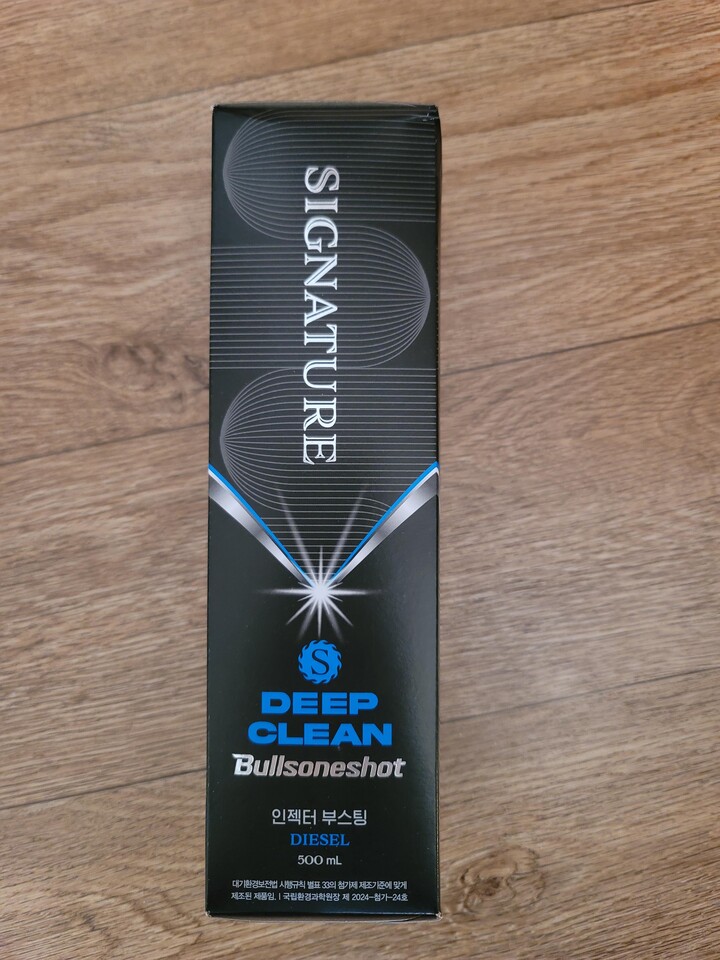 SIGNATURE
S
DEEP
CLEAN
Bullsoneshot
인젝터 부스팅
DIESEL
500 mL
대기환경보전법 시행규칙 별표 33의 첨가제 제조기준에 맞게
제조된 제품임. | 국립환경과학원장 제 2024-첨가-24호